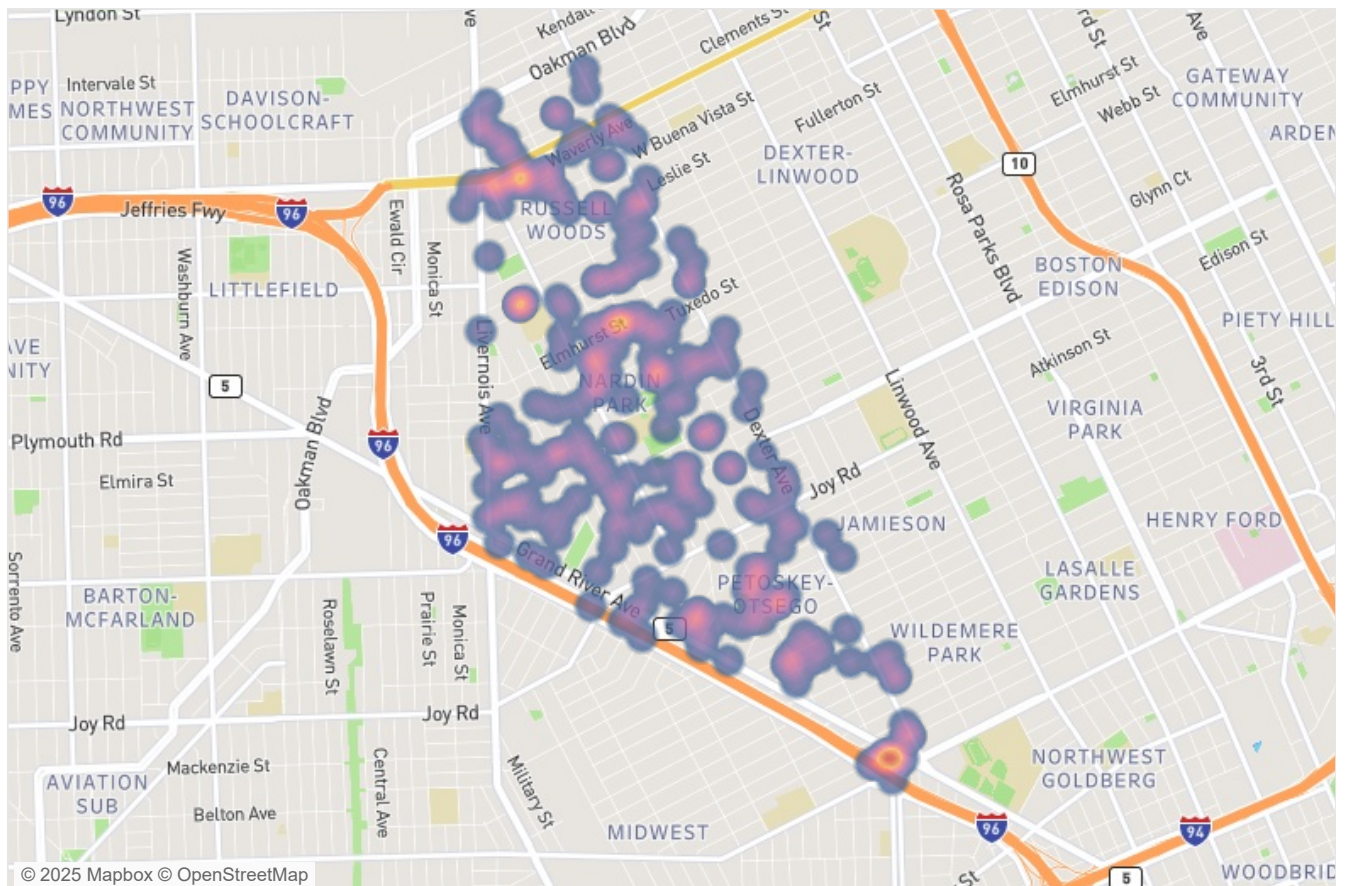 Lyndon St
ve
Kendall
Oakman Blvd
Clements St
St
rd St
Ave
PPY
MES
Intervale St
NORTHWEST
COMMUNITY
DAVISON-
SCHOOLCRAFT
Elmhurst St
Webb St
GATEWAY
COMMUNITY
ARDEN
Waverly Ave
W Buena Vista St
Fullerton St
Leslie St
DEXTER-
LINWOOD
10
Glynn Ct
96
Jeffries Fwy
96
Ewald Cir
Monica St
RUSSELL
WOODS
Rosa Parks Blvd
Edison St
BOSTON
EDISON
Washburn Ave
LITTLEFIELD
Tuxedo St
PIETY HILL
AVE
NITY
Livernois Ave
Elmhurst St
Atkinson St
3rd St
5
NARDIN
PARK
Linwood Ave
VIRGINIA
PARK
Plymouth Rd
Oakman Blvd
96
Dexter Ave
Elmira St
Joy Rd
JAMIESON
HENRY FORD
96
Sorrento Ave
Grand River Ave
BARTON-
MCFARLAND
Roselawn St
Prairie St
Monica St
PETOSKEY-
OTSEGO
LASALLE
GARDENS
5
WILDEMERE
PARK
Joy Rd
Joy Rd
Mackenzie St
Central Ave
Military St
NORTHWEST
GOLDBERG
AVIATION
SUB
Belton Ave
MIDWEST
96
94
© 2025 Mapbox © OpenStreetMap
St
5
WOODBRID